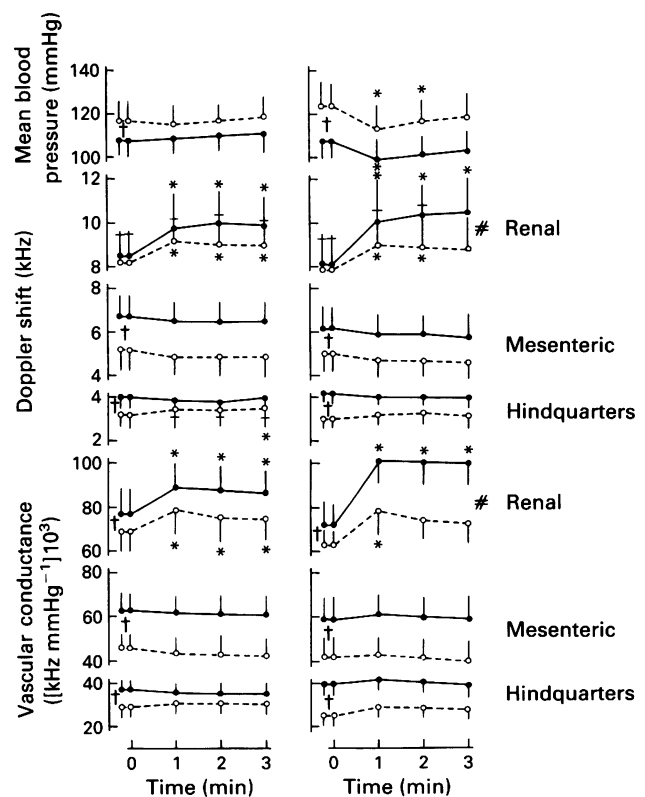 Mean blood
pressure (mmHg)
140
120
100
† †
* *
* *
12
10
8
* * *
* * *
* * *
* *
# Renal
Doppler shift (kHz)
8
6
4
† †
Mesenteric
4
2
† †
*
Hindquarters
Vascular conductance
([kHz mmHg⁻¹]10³)
100
80
60
* * *
* * *
* * *
*
† †
# Renal
80
60
40
† †
Mesenteric
40
20
† †
Hindquarters
0 1 2 3 0 1 2 3
Time (min) Time (min)